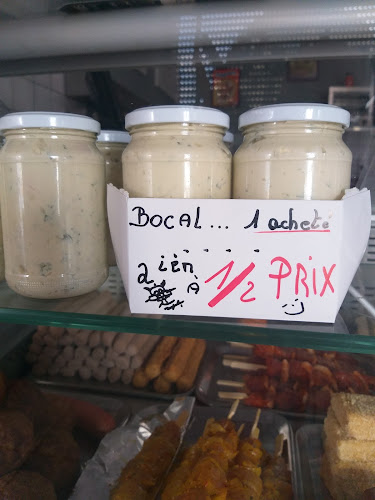 BOCAL... 1 acheté
2ièm À 1/2 PRIX